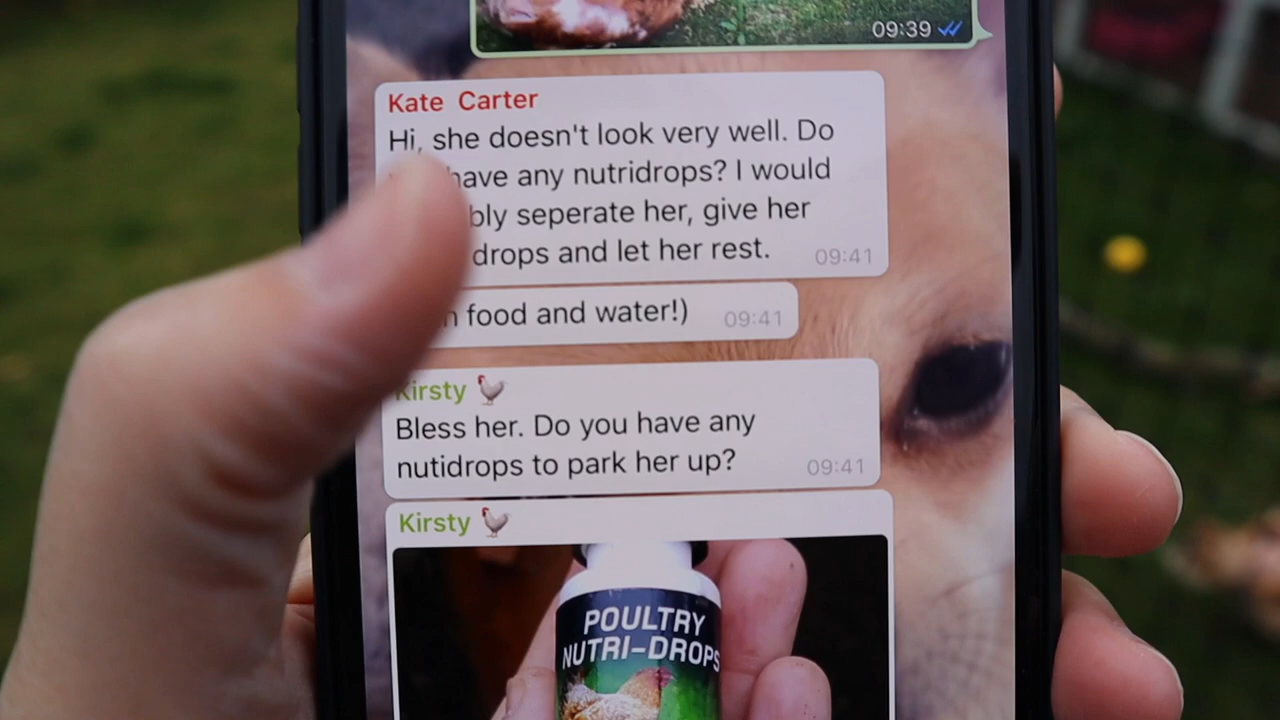 09:39
Kate Carter
Hi, she doesn't look very well. Do
have any nutridrops? I would
bly seperate her, give her
drops and let her rest. 09:41
food and water!) 09:41
Kirsty
Bless her. Do you have any
nutidrops to park her up? 09:41
Kirsty
POULTRY
NUTRI-DROPS